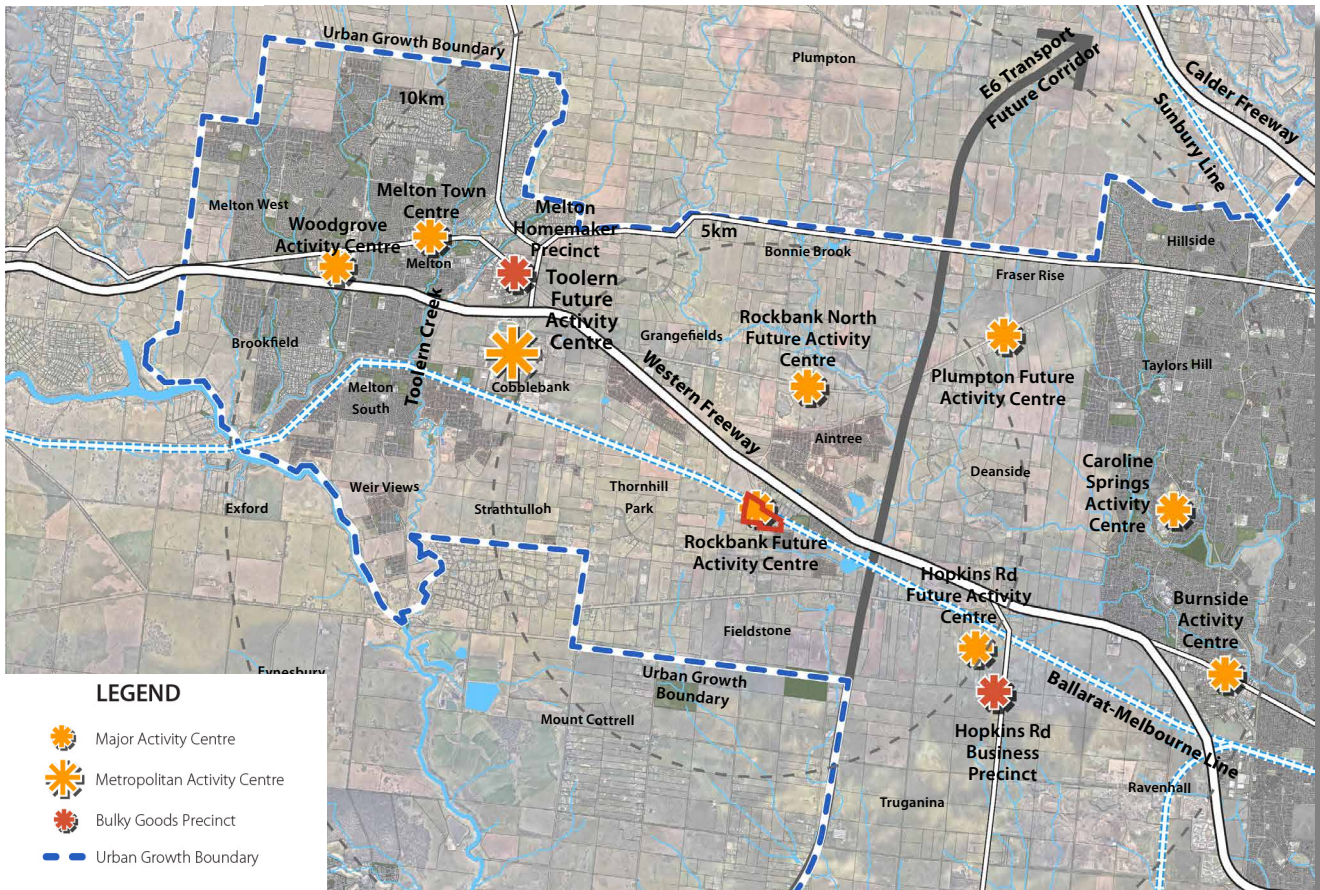 Urban Growth Boundary
10km
Plumpton
E6 Transport
Future Corridor
Calder Freeway
Sunbury Line
Melton West
Melton Town
Centre
Woodgrove
Activity Centre
Melton
Melton
Homemaker
Precinct
5km
Bonnie Brook
Hillside
Fraser Rise
Toolern
Future
Activity
Centre
Toolern Creek
Brookfield
Grangefields
Rockbank North
Future Activity
Centre
Plumpton Future
Activity Centre
Taylors Hill
Melton
South
Cobblebank
Western Freeway
Aintree
Deanside
Caroline
Springs
Activity
Centre
Weir Views
Exford
Strathtulloh
Thornhill
Park
Rockbank Future
Activity Centre
Hopkins Rd
Future Activity
Centre
Burnside
Activity
Centre
Fieldstone
Eynesbury
Urban Growth
Boundary
Mount Cottrell
Ballarat-Melbourne Line
Hopkins Rd
Business
Precinct
Truganina
Ravenhall
LEGEND
Major Activity Centre
Metropolitan Activity Centre
Bulky Goods Precinct
Urban Growth Boundary